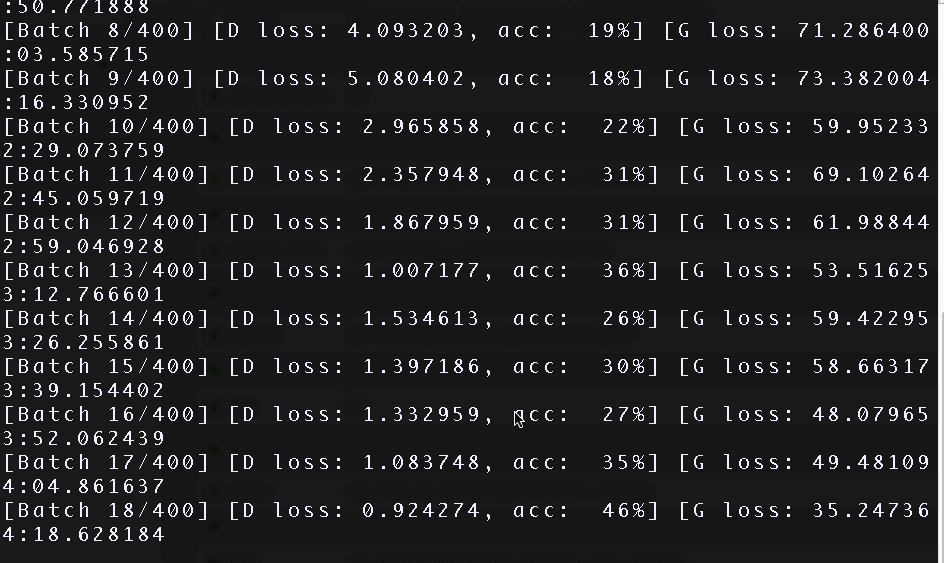 :50.771888
[Batch 8/400] [D loss: 4.093203, acc:  19%] [G loss: 71.286400
:03.585715
[Batch 9/400] [D loss: 5.080402, acc:  18%] [G loss: 73.382004
:16.330952
[Batch 10/400] [D loss: 2.965858, acc:  22%] [G loss: 59.95233
2:29.073759
[Batch 11/400] [D loss: 2.357948, acc:  31%] [G loss: 69.10264
2:45.059719
[Batch 12/400] [D loss: 1.867959, acc:  31%] [G loss: 61.98844
2:59.046928
[Batch 13/400] [D loss: 1.007177, acc:  36%] [G loss: 53.51625
3:12.766601
[Batch 14/400] [D loss: 1.534613, acc:  26%] [G loss: 59.42295
3:26.255861
[Batch 15/400] [D loss: 1.397186, acc:  30%] [G loss: 58.66317
3:39.154402
[Batch 16/400] [D loss: 1.332959, acc:  27%] [G loss: 48.07965
3:52.062439
[Batch 17/400] [D loss: 1.083748, acc:  35%] [G loss: 49.48109
4:04.861637
[Batch 18/400] [D loss: 0.924274, acc:  46%] [G loss: 35.24736
4:18.628184